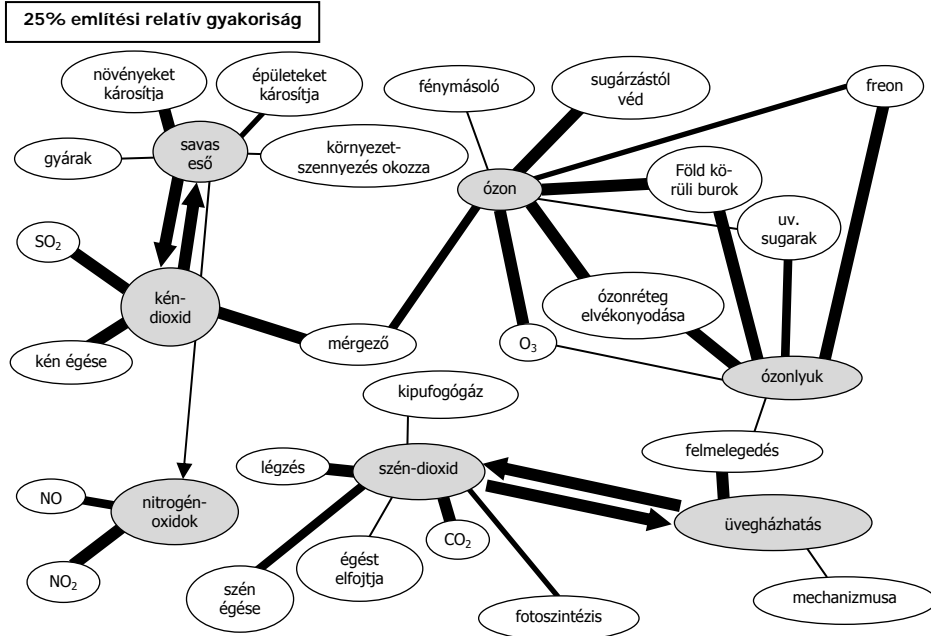 25% említési relatív gyakoriság
növényeket
károsítja
épületeket
károsítja
fénymásoló
sugárzástól
véd
freon
gyárak
savas
eső
környezet-
szennyezés okozza
ózon
Föld kö-
rüli burok
uv.
sugarak
SO₂
kén-
dioxid
ózonréteg
elvékonyodása
kén égése
mérgező
O₃
ózonlyuk
kipufogógáz
felmelegedés
légzés
szén-dioxid
NO
nitrogén-
oxidok
üvegházhatás
CO₂
NO₂
szén
égése
égést
elfojtja
fotoszintézis
mechanizmusa